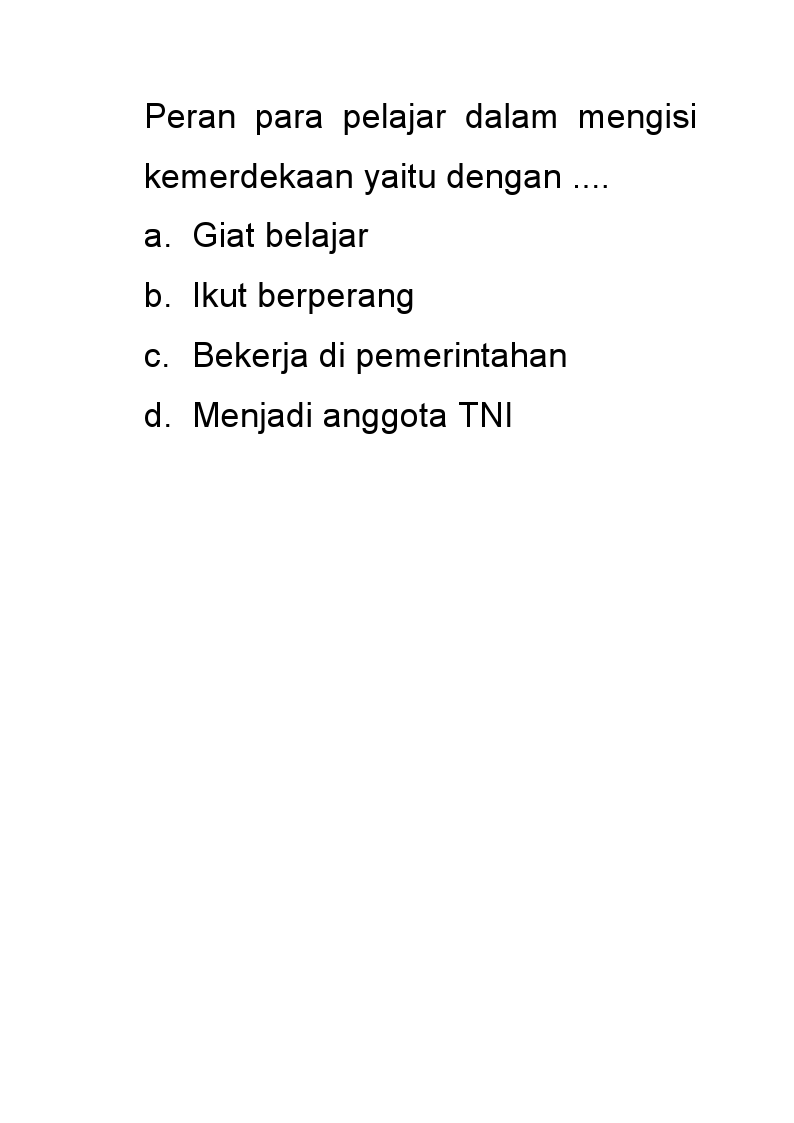 Peran para pelajar dalam mengisi
kemerdekaan yaitu dengan ....
a. Giat belajar
b. Ikut berperang
c. Bekerja di pemerintahan
d. Menjadi anggota TNI